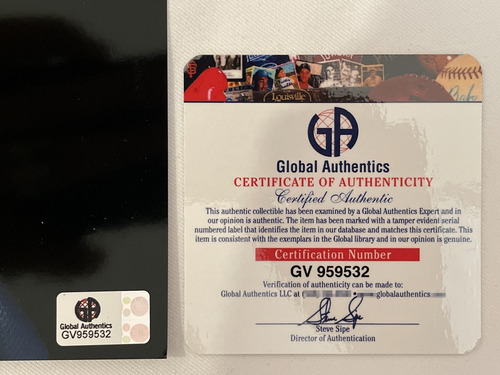 Louisville
GA
Global Authentics
CERTIFICATE OF AUTHENTICITY
Certified Authentic
This authentic collectible has been examined by a Global Authentics Expert and in
our opinion is authentic. The item has been marked with a tamper evident serial
numbered label that identifies the item in our database and matches this certificate. This
item is consistent with the exemplars in the Global library and in our opinion is genuine.
Certification Number
GV 959532
Verification of authenticity can be made to:
Global Authentics LLC at (
globalauthentics
Steve Sipe
Steve Sipe
Director of Authentication
GA
Global Authentics
GV959532